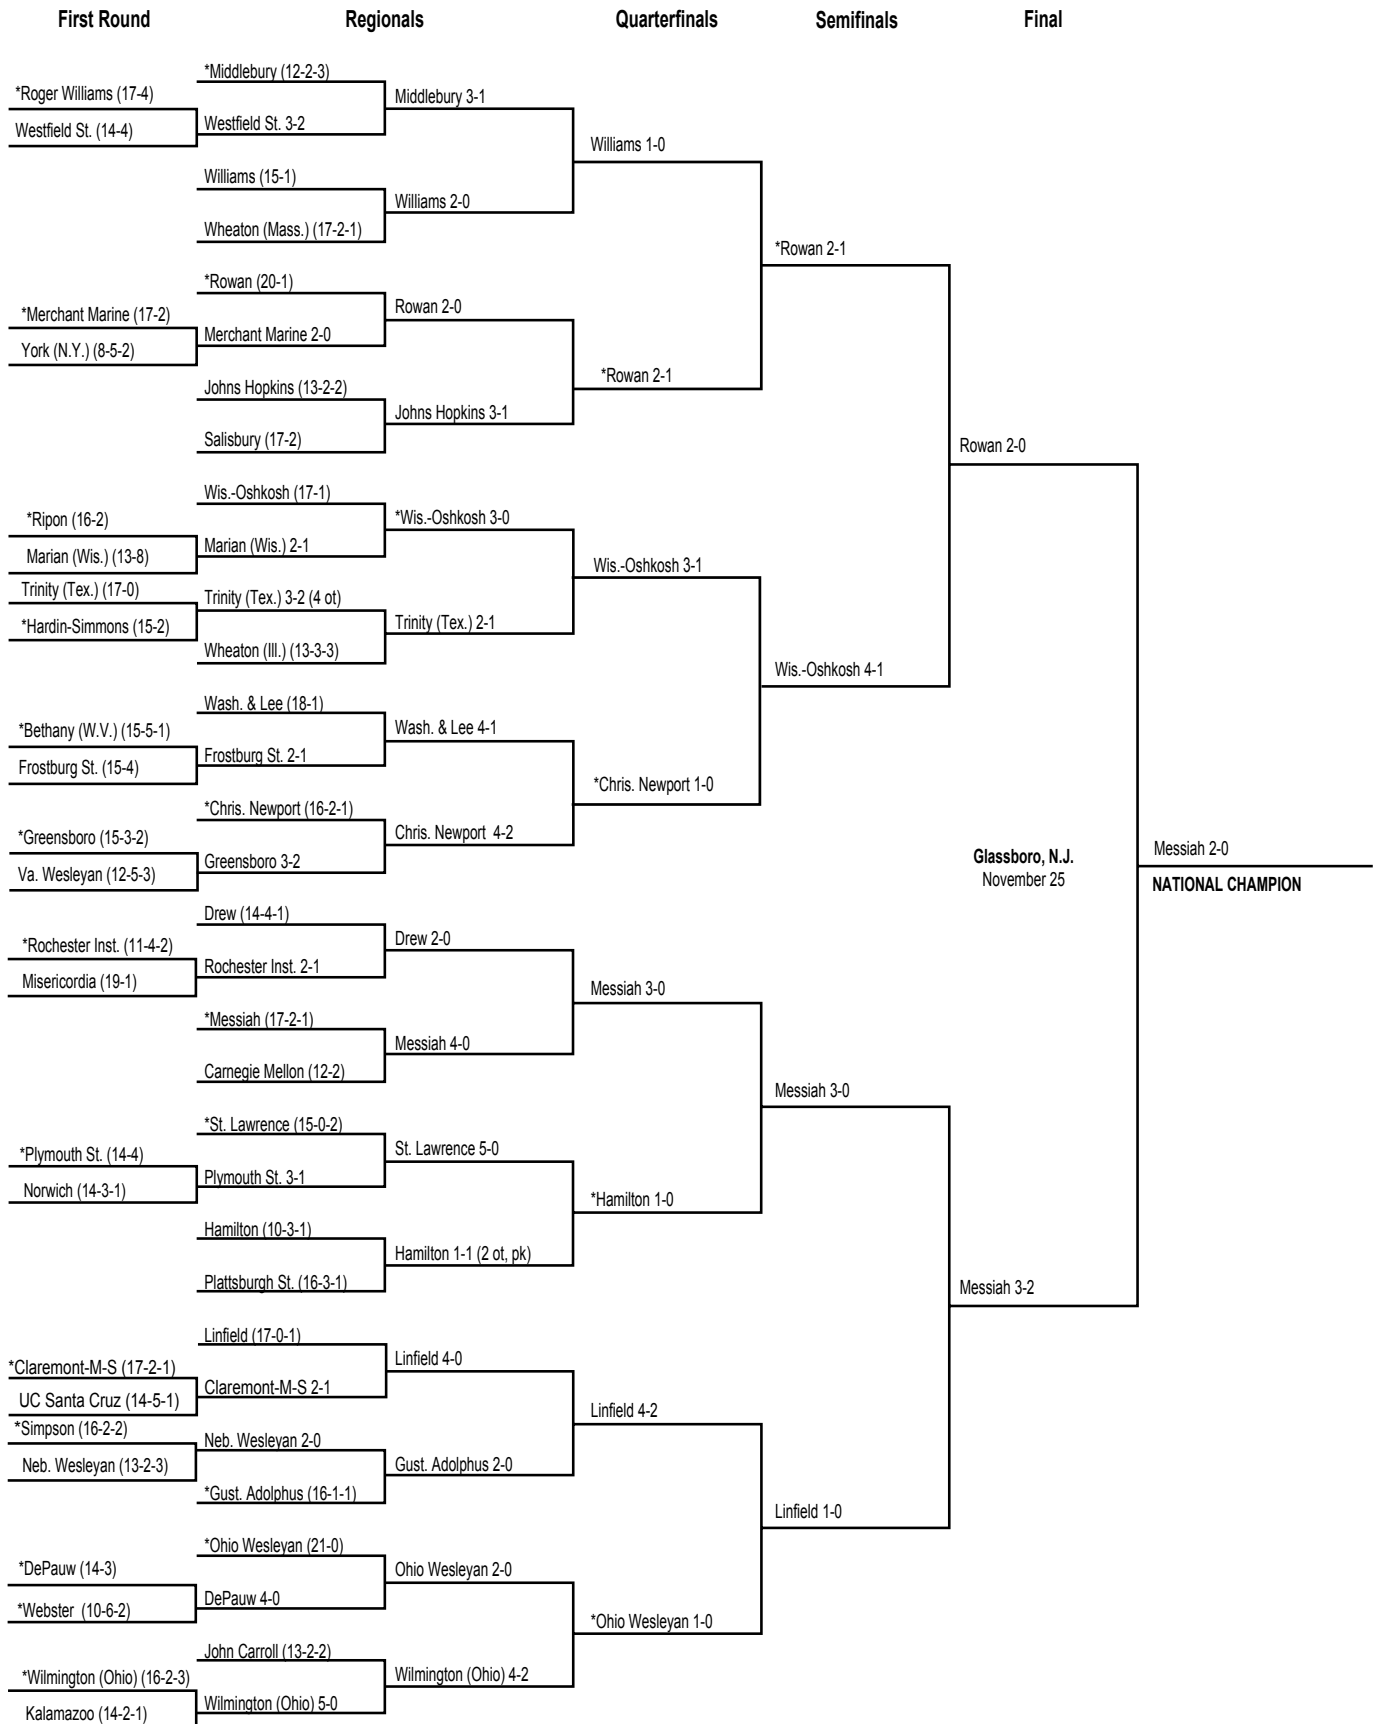 First Round
Regionals
Quarterfinals
Semifinals
Final
*Roger Williams (17-4)
Westfield St. (14-4)
*Merchant Marine (17-2)
York (N.Y.) (8-5-2)
*Ripon (16-2)
Marian (Wis.) (13-8)
Trinity (Tex.) (17-0)
*Hardin-Simmons (15-2)
*Bethany (W.V.) (15-5-1)
Frostburg St. (15-4)
*Greensboro (15-3-2)
Va. Wesleyan (12-5-3)
*Rochester Inst. (11-4-2)
Misericordia (19-1)
*Plymouth St. (14-4)
Norwich (14-3-1)
*Claremont-M-S (17-2-1)
UC Santa Cruz (14-5-1)
*Simpson (16-2-2)
Neb. Wesleyan (13-2-3)
*DePauw (14-3)
*Webster (10-6-2)
*Wilmington (Ohio) (16-2-3)
Kalamazoo (14-2-1)
*Middlebury (12-2-3)
Westfield St. 3-2
Williams (15-1)
Wheaton (Mass.) (17-2-1)
*Rowan (20-1)
Merchant Marine 2-0
Johns Hopkins (13-2-2)
Salisbury (17-2)
Wis.-Oshkosh (17-1)
Marian (Wis.) 2-1
Trinity (Tex.) 3-2 (4 ot)
Wheaton (Ill.) (13-3-3)
Wash. & Lee (18-1)
Frostburg St. 2-1
*Chris. Newport (16-2-1)
Greensboro 3-2
Drew (14-4-1)
Rochester Inst. 2-1
*Messiah (17-2-1)
Carnegie Mellon (12-2)
*St. Lawrence (15-0-2)
Plymouth St. 3-1
Hamilton (10-3-1)
Plattsburgh St. (16-3-1)
Linfield (17-0-1)
Claremont-M-S 2-1
Neb. Wesleyan 2-0
*Gust. Adolphus (16-1-1)
*Ohio Wesleyan (21-0)
DePauw 4-0
John Carroll (13-2-2)
Wilmington (Ohio) 5-0
Middlebury 3-1
Williams 2-0
Rowan 2-0
Johns Hopkins 3-1
*Wis.-Oshkosh 3-0
Trinity (Tex.) 2-1
Wash. & Lee 4-1
Chris. Newport 4-2
Drew 2-0
Messiah 4-0
St. Lawrence 5-0
Hamilton 1-1 (2 ot, pk)
Linfield 4-0
Gust. Adolphus 2-0
Ohio Wesleyan 2-0
Wilmington (Ohio) 4-2
Williams 1-0
*Rowan 2-1
Wis.-Oshkosh 3-1
*Chris. Newport 1-0
Messiah 3-0
*Hamilton 1-0
Linfield 4-2
*Ohio Wesleyan 1-0
*Rowan 2-1
Wis.-Oshkosh 4-1
Messiah 3-0
Linfield 1-0
Rowan 2-0
Messiah 3-2
Glassboro, N.J.
November 25
Messiah 2-0
NATIONAL CHAMPION